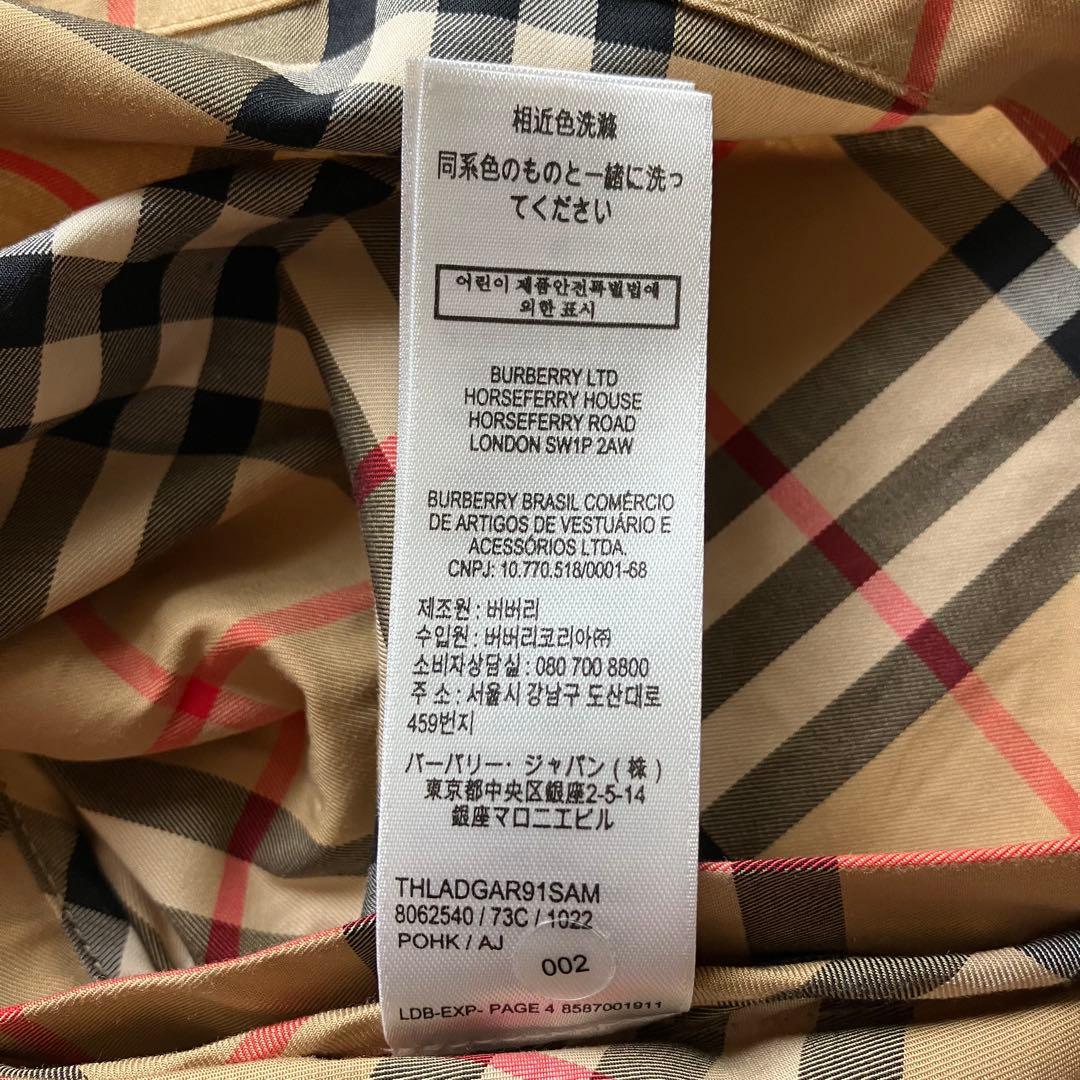 相近色洗滌
同系色のものと一緒に洗っ
てください
어린이 제품안전특별법에
의한 표시
BURBERRY LTD
HORSEFERRY HOUSE
HORSEFERRY ROAD
LONDON SW1P 2AW
BURBERRY BRASIL COMÉRCIO
DE ARTIGOS DE VESTUÁRIO E
ACESSÓRIOS LTDA.
CNPJ: 10.770.518/0001-68
제조원 : 버버리
수입원 : 버버리코리아㈜
소비자상담실 : 080 700 8800
주 소 : 서울시 강남구 도산대로
459번지
バーバリー・ジャパン ( 株 )
東京都中央区銀座2-5-14
銀座マロニエビル
THLADGAR91SAM
8062540 / 73C / 1022
POHK / AJ
002
LDB-EXP- PAGE 4 8587001911